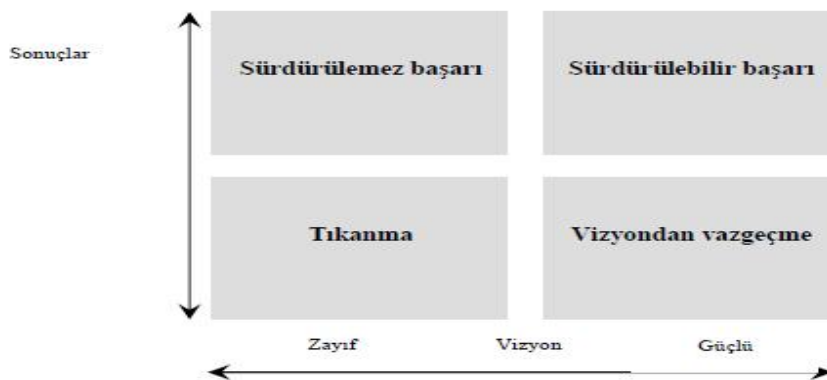 Sonuçlar
Sürdürülemez başarı
Sürdürülebilir başarı
Tıkanma
Vizyondan vazgeçme
Zayıf
Vizyon
Güçlü